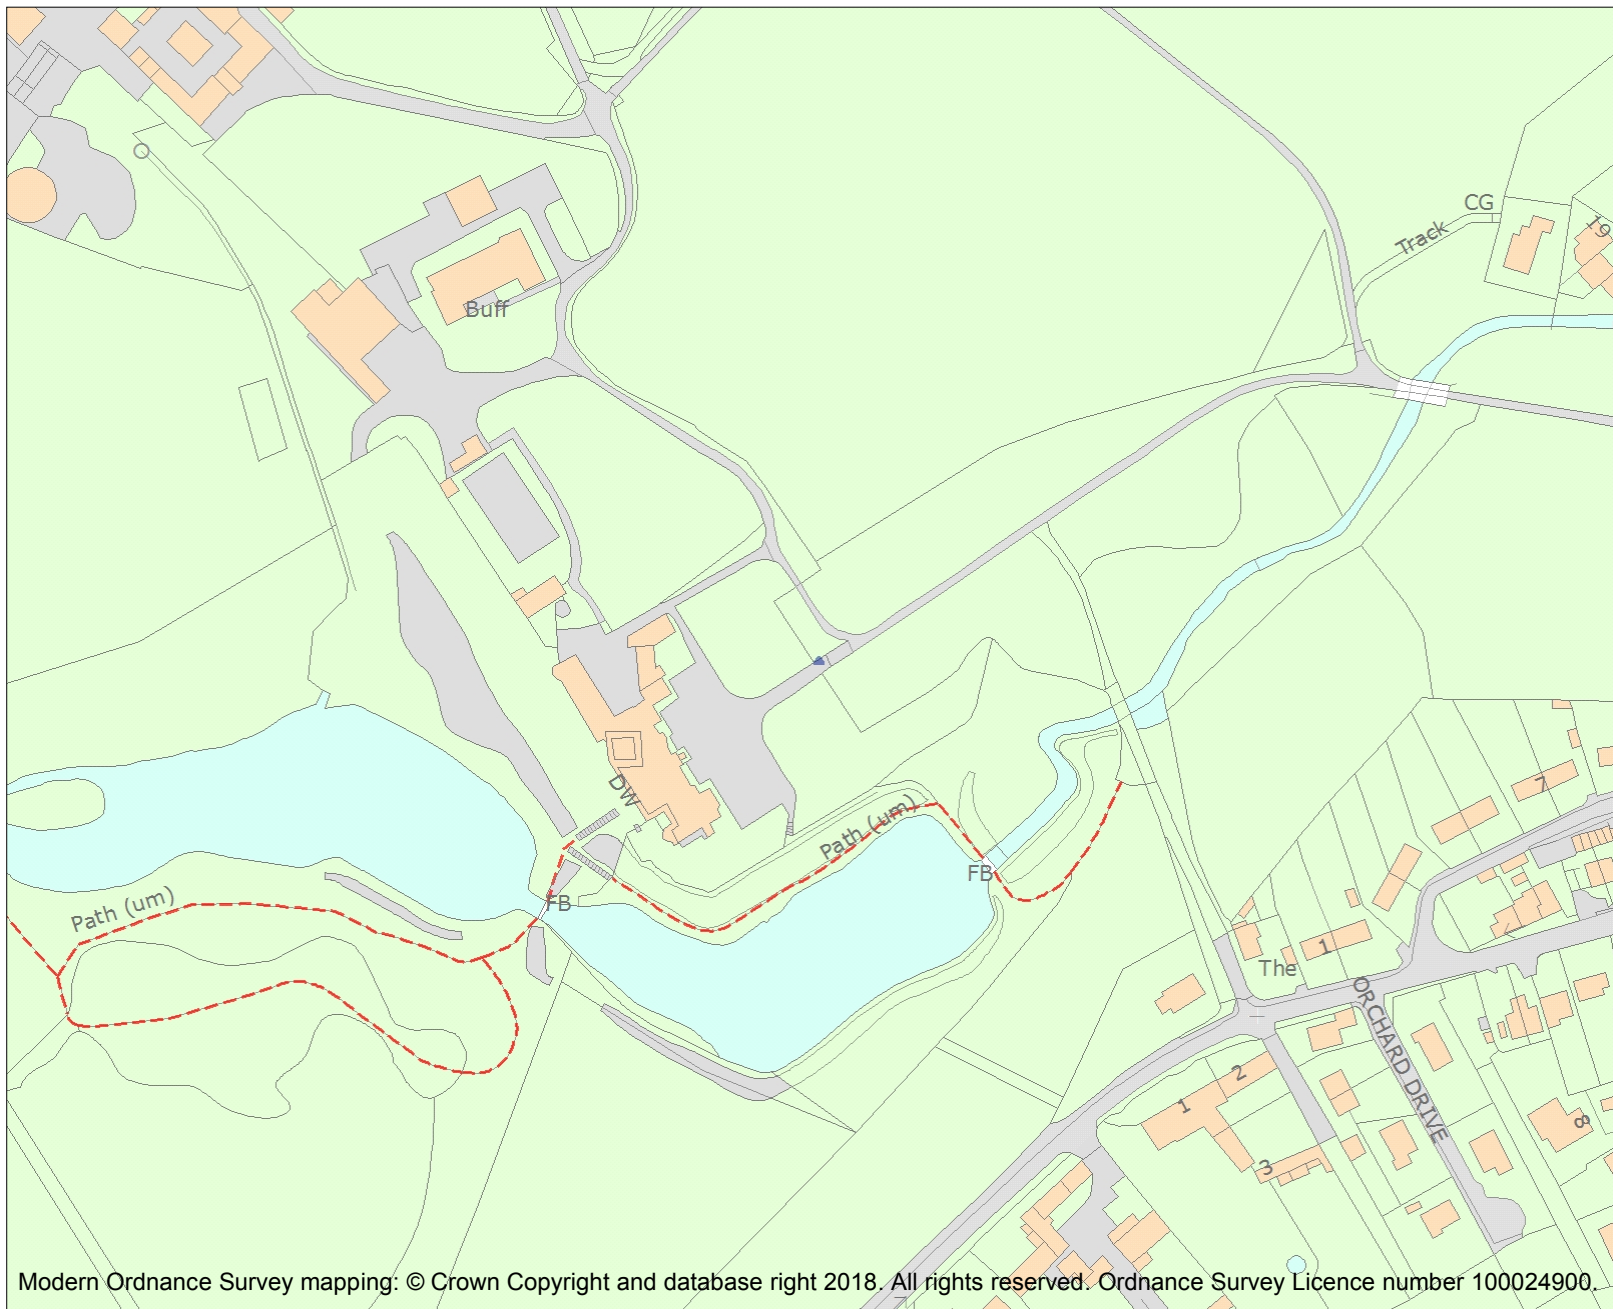 CG
Track
19
Buff
DW
7
Path (um)
FB
Path (um)
FB
1
The
ORCHARD DRIVE
2
1
8
3
Modern Ordnance Survey mapping: © Crown Copyright and database right 2018. All rights reserved. Ordnance Survey Licence number 100024900.